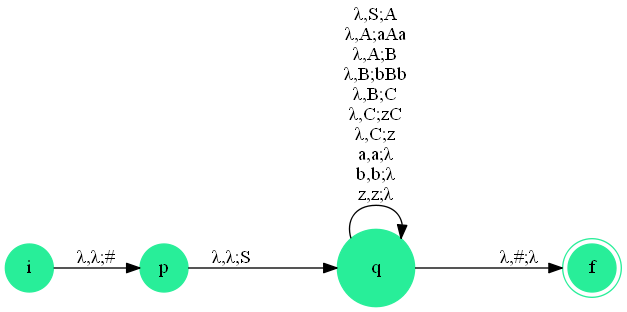 λ,S;A
λ,A;aAa
λ,A;B
λ,B;bBb
λ,B;C
λ,C;zC
λ,C;z
a,a;λ
b,b;λ
z,z;λ
i
λ,λ;#
p
λ,λ;S
q
λ,#;λ
f